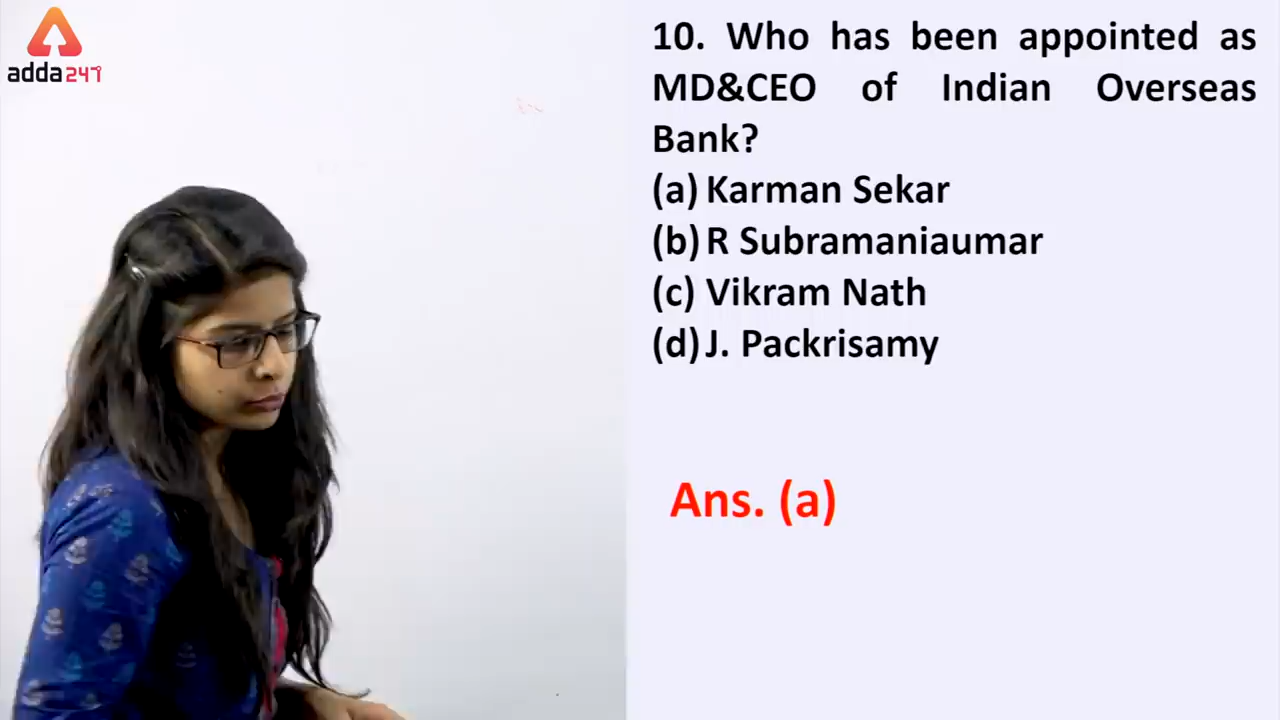 adda247
10. Who has been appointed as
MD&CEO of Indian Overseas
Bank?
(a) Karman Sekar
(b) R Subramaniaumar
(c) Vikram Nath
(d) J. Packrisamy
Ans. (a)